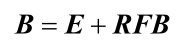 B = E + RFB